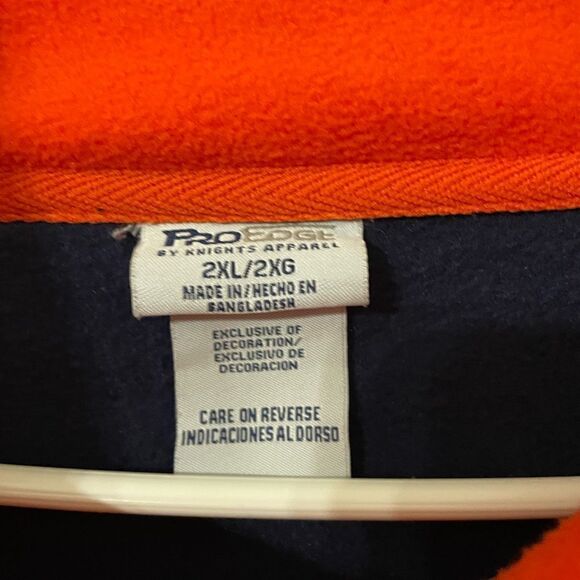 PROEDGE
BY KNIGHTS APPAREL
2XL/2XG
MADE IN/HECHO EN
BANGLADESH
EXCLUSIVE OF
DECORATION/
EXCLUSIVO DE
DECORACION
CARE ON REVERSE
INDICACIONES AL DORSO